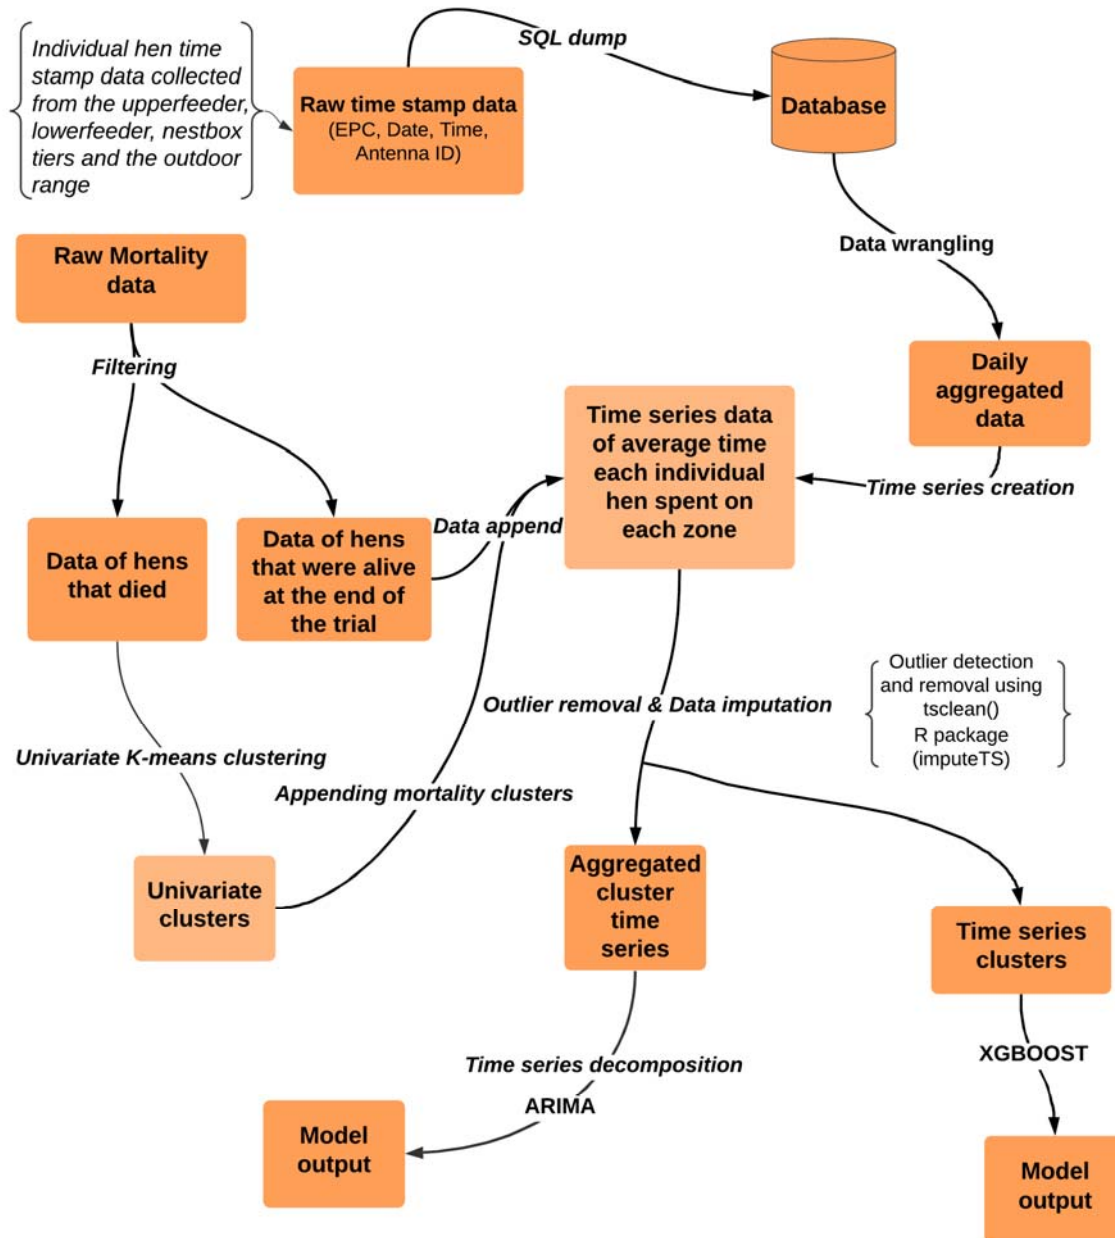 SQL dump
Individual hen time
stamp data collected
from the upperfeeder,
lowerfeeder, nestbox
tiers and the outdoor
range
Raw time stamp data
(EPC, Date, Time,
Antenna ID)
Database
Data wrangling
Raw Mortality
data
Filtering
Daily
aggregated
data
Time series data
of average time
each individual
hen spent on
each zone
Time series creation
Data append
Data of hens
that died
Data of hens
that were alive
at the end of
the trial
Outlier removal & Data imputation
Outlier detection
and removal using
tsclean()
R package
(imputeTS)
Univariate K-means clustering
Appending mortality clusters
Univariate
clusters
Aggregated
cluster
time
series
Time series
clusters
Time series decomposition
ARIMA
XGBOOST
Model
output
Model
output